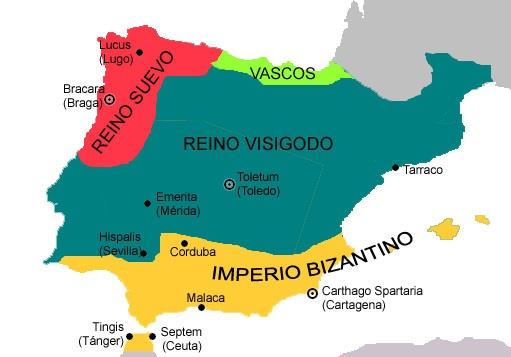 Lucus
(Lugo)
Bracara
(Braga)
REINO SUEVO
VASCOS
REINO VISIGODO
Toletum
(Toledo)
Tarraco
Emerita
(Mérida)
Hispalis
(Sevilla)
Corduba
IMPERIO BIZANTINO
Malaca
Carthago Spartaria
(Cartagena)
Tingis
(Tánger)
Septem
(Ceuta)